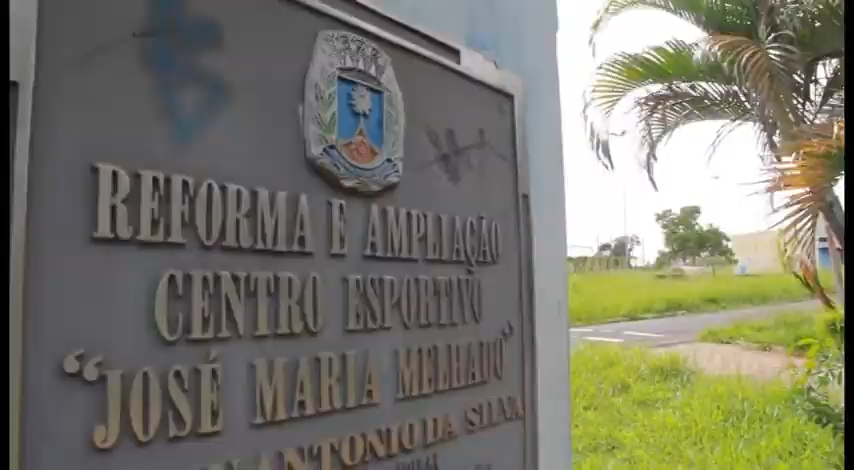 REFORMA E AMPLIAÇÃO
CENTRO ESPORTIVO
“JOSÉ MARIA MELHADO”
ANTONIO DA SILVA